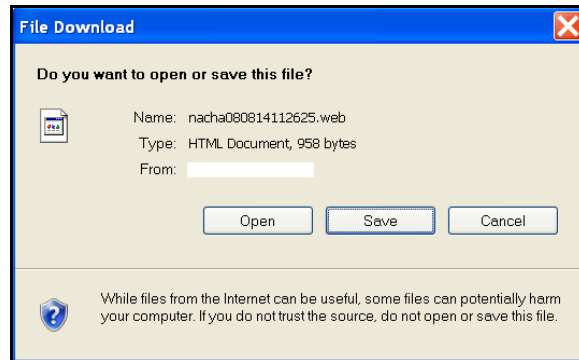 File Download
Do you want to open or save this file?
Name: nacha080814112625.web
Type: HTML Document, 958 bytes
From:
Open Save Cancel
While files from the Internet can be useful, some files can potentially harm
your computer. If you do not trust the source, do not open or save this file.